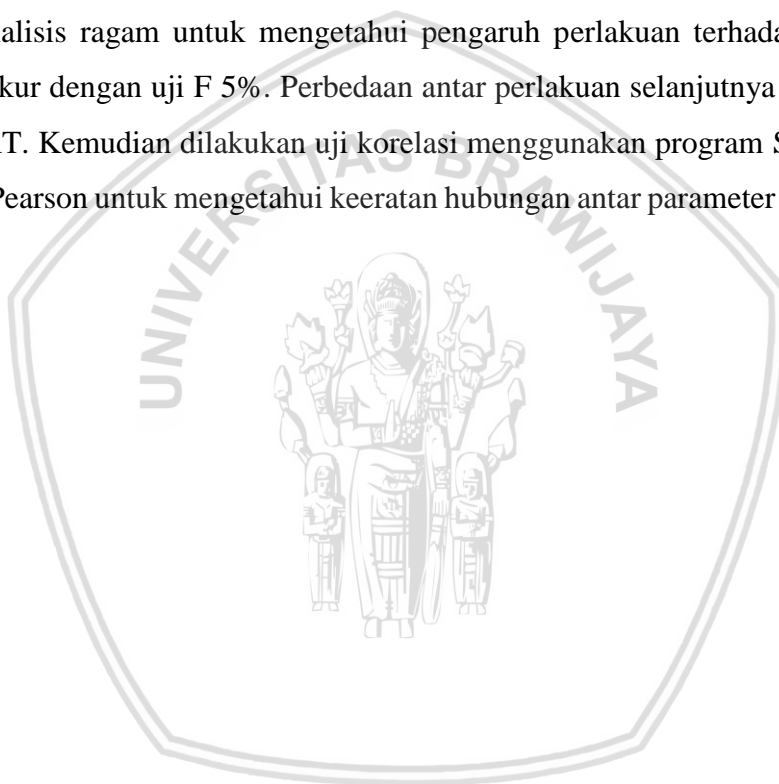 alisis ragam untuk mengetahui pengaruh perlakuan terhada
kur dengan uji F 5%. Perbedaan antar perlakuan selanjutnya
T. Kemudian dilakukan uji korelasi menggunakan program S
Pearson untuk mengetahui keeratan hubungan antar parameter
UNIVERSITAS BRAWIJAYA